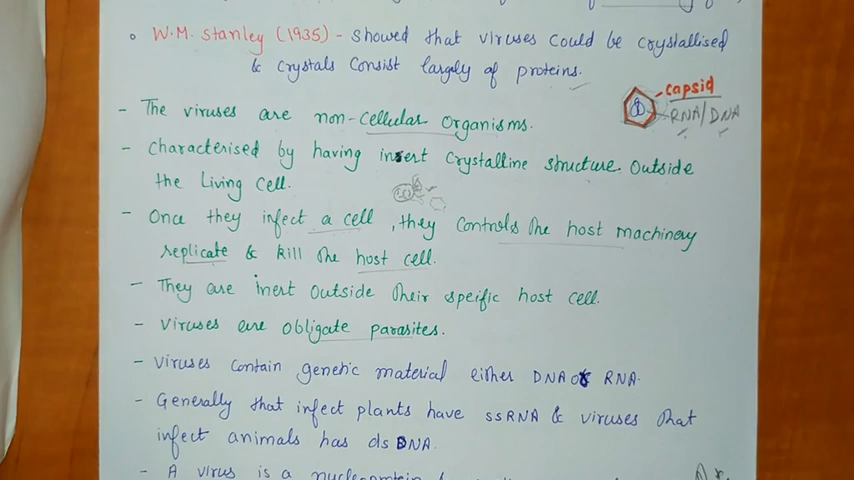 ◦ W.M. Stanley (1935) - showed that viruses could be crystallised
& crystals consist largely of proteins.
capsid
RNA/DNA
- The viruses are non-cellular organisms.
- characterised by having inert crystalline structure. outside
the living cell.
- Once they infect a cell, they controls the host machinery
replicate & kill the host cell.
- They are inert outside their speific host cell.
- viruses are obligate parasites.
- viruses contain genetic material either DNA or RNA.
- Generally that infect plants have ssRNA & viruses that
infect animals has ds DNA.
- A virus is a